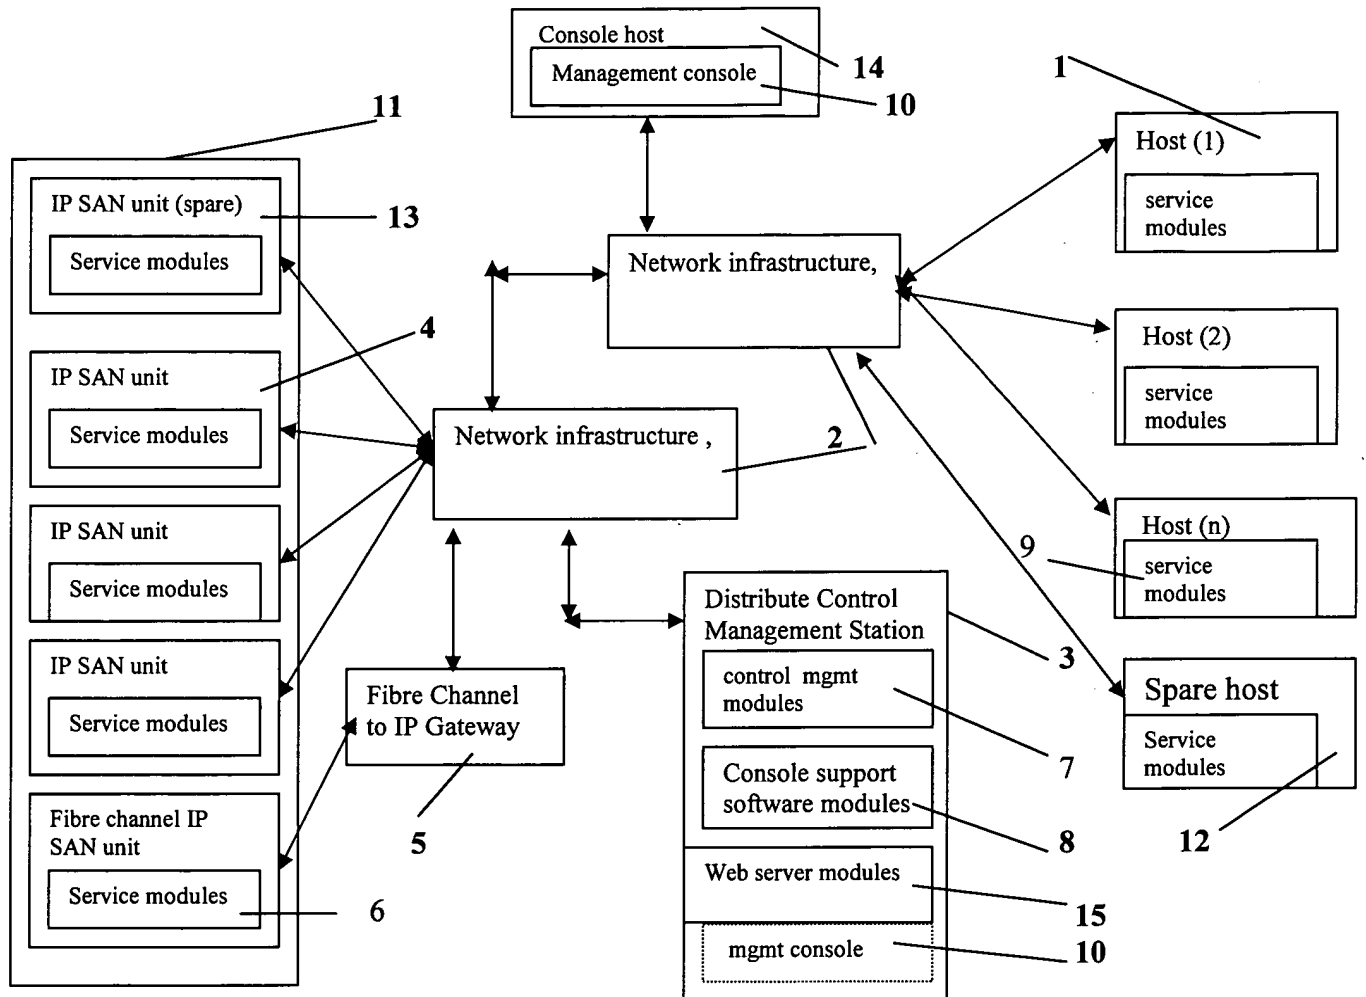 Console host
Management console
14
10
1
11
Host (1)
service
modules
IP SAN unit (spare)
13
Service modules
Network infrastructure,
4
Host (2)
service
modules
IP SAN unit
Service modules
Network infrastructure ,
2
Host (n)
service
modules
9
IP SAN unit
Service modules
Distribute Control
Management Station
3
control mgmt
modules
7
IP SAN unit
Service modules
Fibre Channel
to IP Gateway
5
Spare host
Service
modules
12
Console support
software modules
8
Fibre channel IP
SAN unit
Service modules
6
Web server modules
15
mgmt console
10